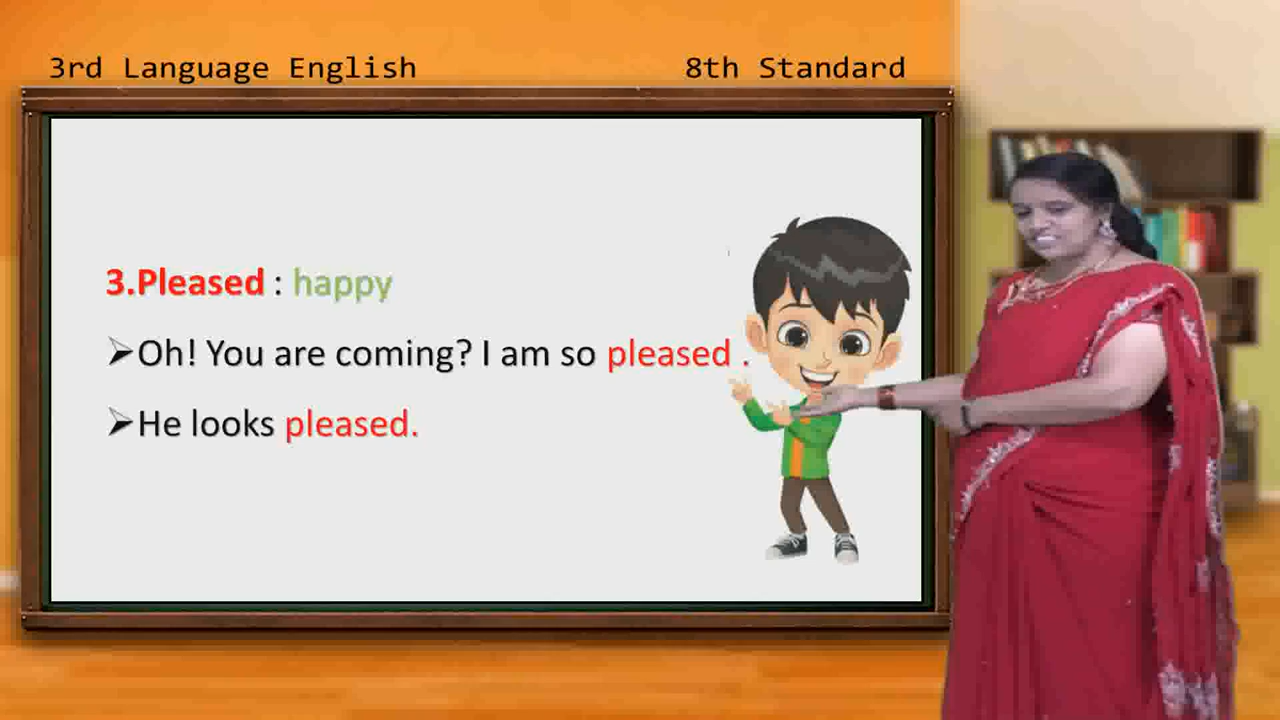 3rd Language English
8th Standard
3.Pleased : happy
➢Oh! You are coming? I am so pleased .
➢He looks pleased.